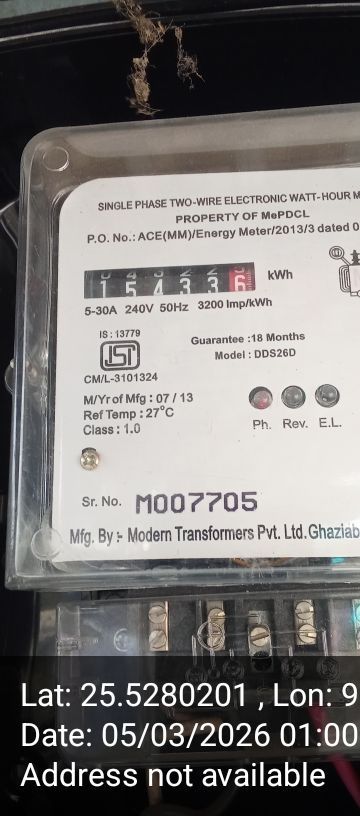 SINGLE PHASE TWO-WIRE ELECTRONIC WATT-HOUR M
PROPERTY OF MePDCL
P.O. No.: ACE(MM)/Energy Meter/2013/3 dated 0
1 5 4 3 3 6 kWh
5-30A 240V 50Hz 3200 Imp/kWh
IS : 13779
ISI
CM/L-3101324
Guarantee :18 Months
Model : DDS26D
M/Yr of Mfg : 07 / 13
Ref Temp : 27°C
Class : 1.0
Ph. Rev. E.L.
Sr. No. M007705
Mfg. By :- Modern Transformers Pvt. Ltd. Ghaziab
Lat: 25.5280201 , Lon: 9
Date: 05/03/2026 01:00
Address not available